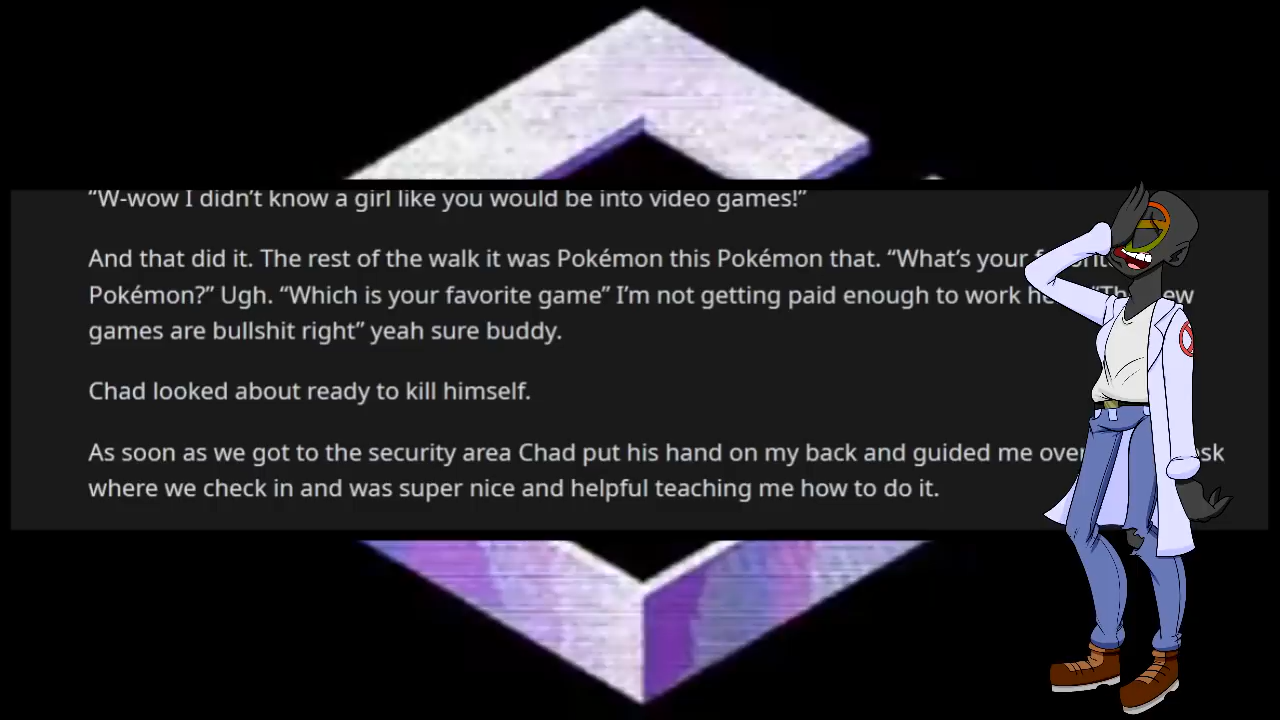 “W-wow I didn’t know a girl like you would be into video games!”
And that did it. The rest of the walk it was Pokémon this Pokémon that. “What’s your
Pokémon?” Ugh. “Which is your favorite game” I’m not getting paid enough to work
games are bullshit right” yeah sure buddy.
Chad looked about ready to kill himself.
As soon as we got to the security area Chad put his hand on my back and guided me over
where we check in and was super nice and helpful teaching me how to do it.